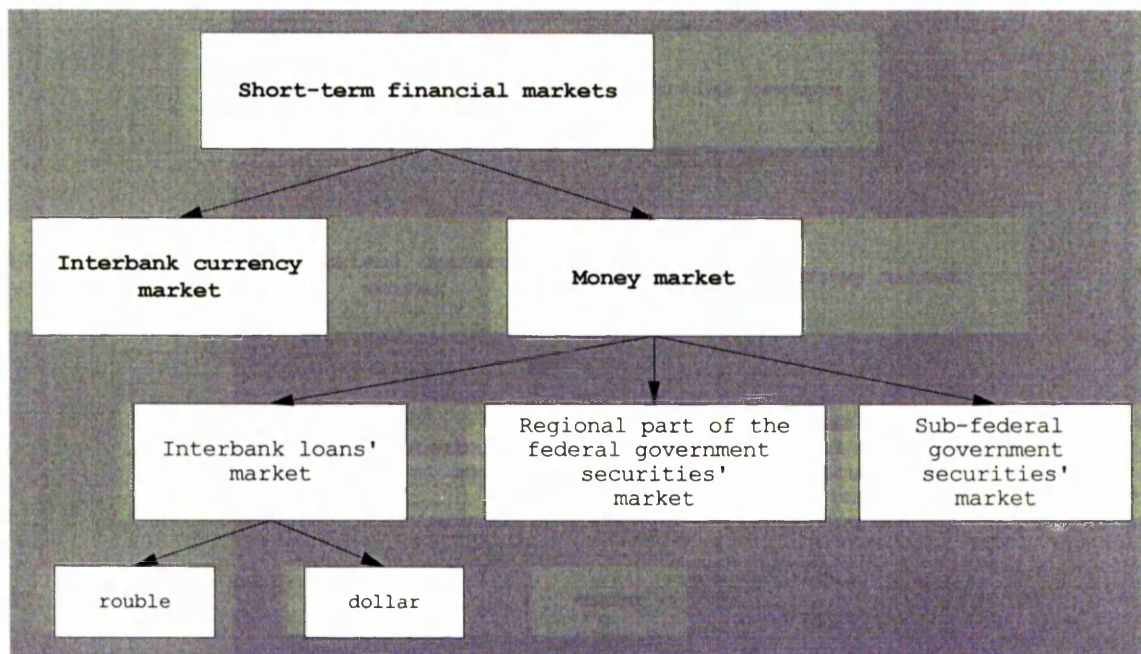 Short-term financial markets
Interbank currency
market
Money market
Interbank loans'
market
Regional part of the
federal government
securities'
market
Sub-federal
government
securities'
market
rouble
dollar